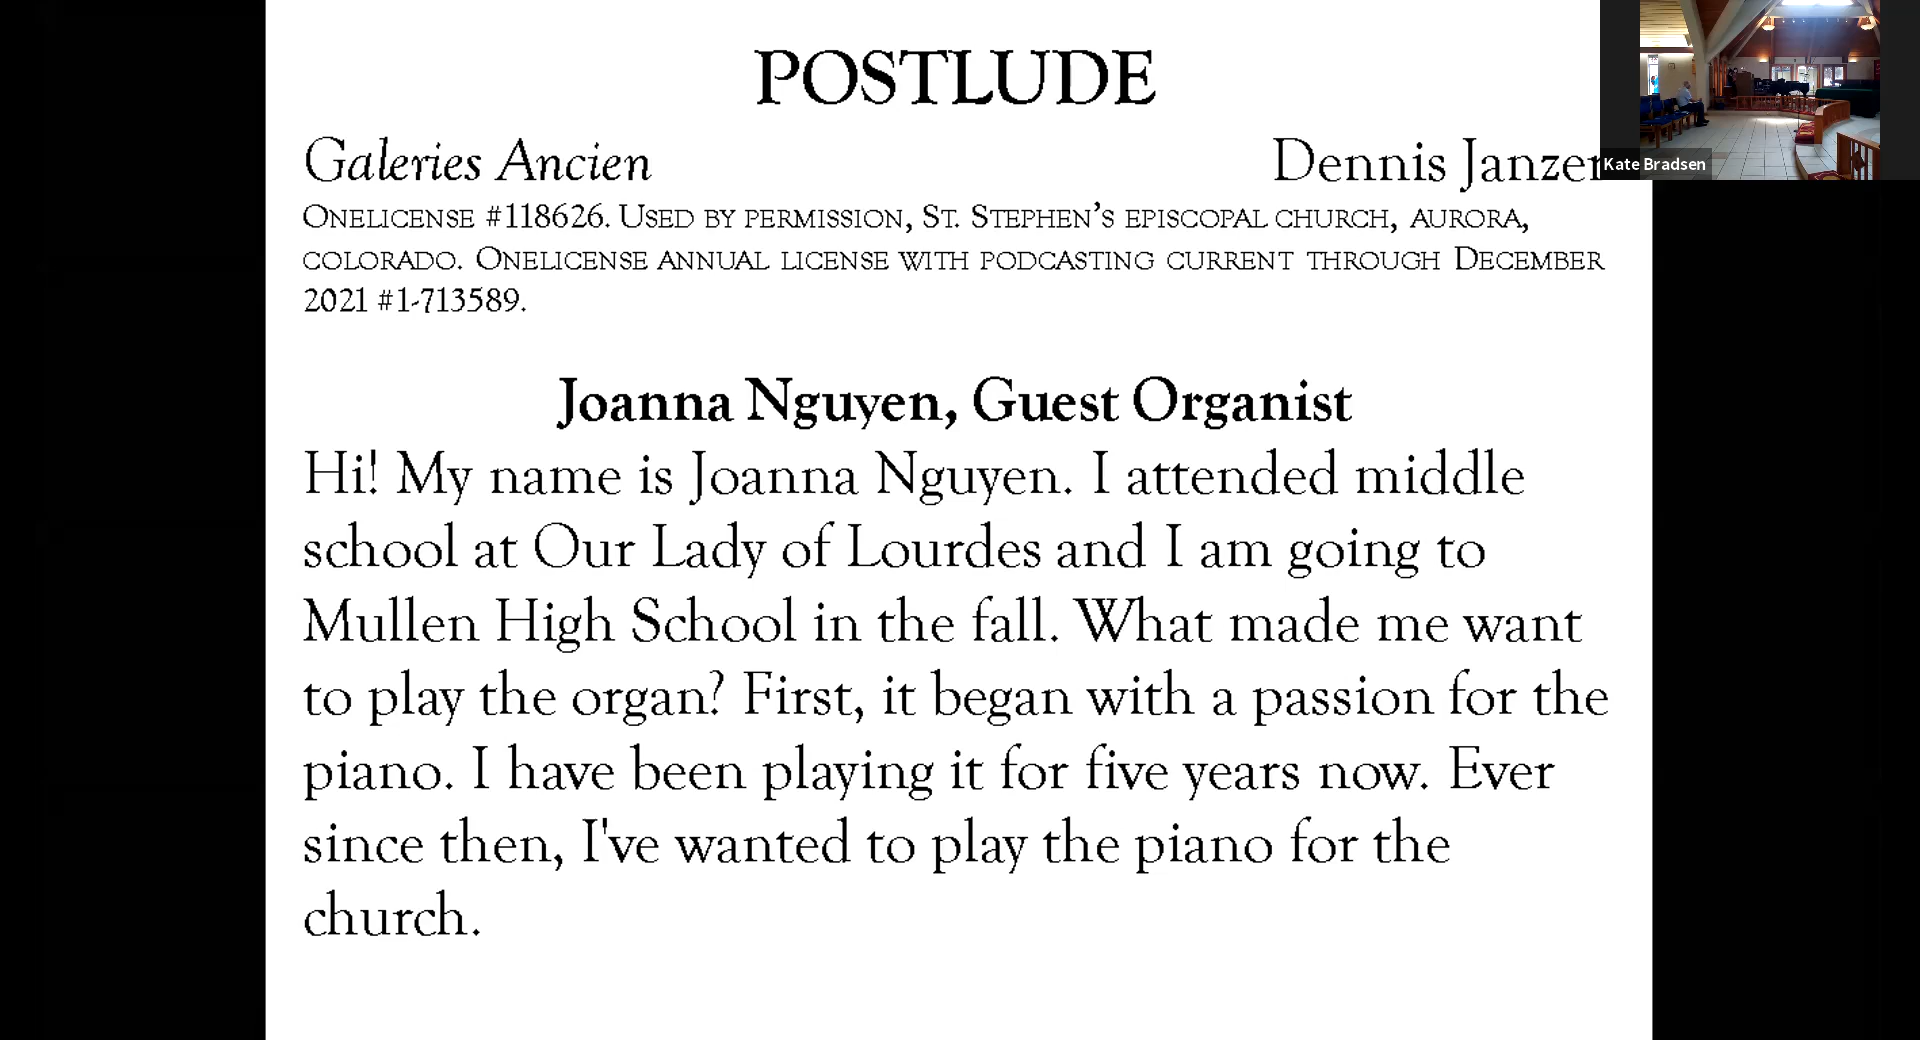 POSTLUDE
Galeries Ancien Dennis Janzer
ONELICENSE #118626. USED BY PERMISSION, ST. STEPHEN'S EPISCOPAL CHURCH, AURORA,
COLORADO. ONELICENSE ANNUAL LICENSE WITH PODCASTING CURRENT THROUGH DECEMBER
2021 #1-713589.
Joanna Nguyen, Guest Organist
Hi! My name is Joanna Nguyen. I attended middle
school at Our Lady of Lourdes and I am going to
Mullen High School in the fall. What made me want
to play the organ? First, it began with a passion for the
piano. I have been playing it for five years now. Ever
since then, I've wanted to play the piano for the
church.
Kate Bradsen